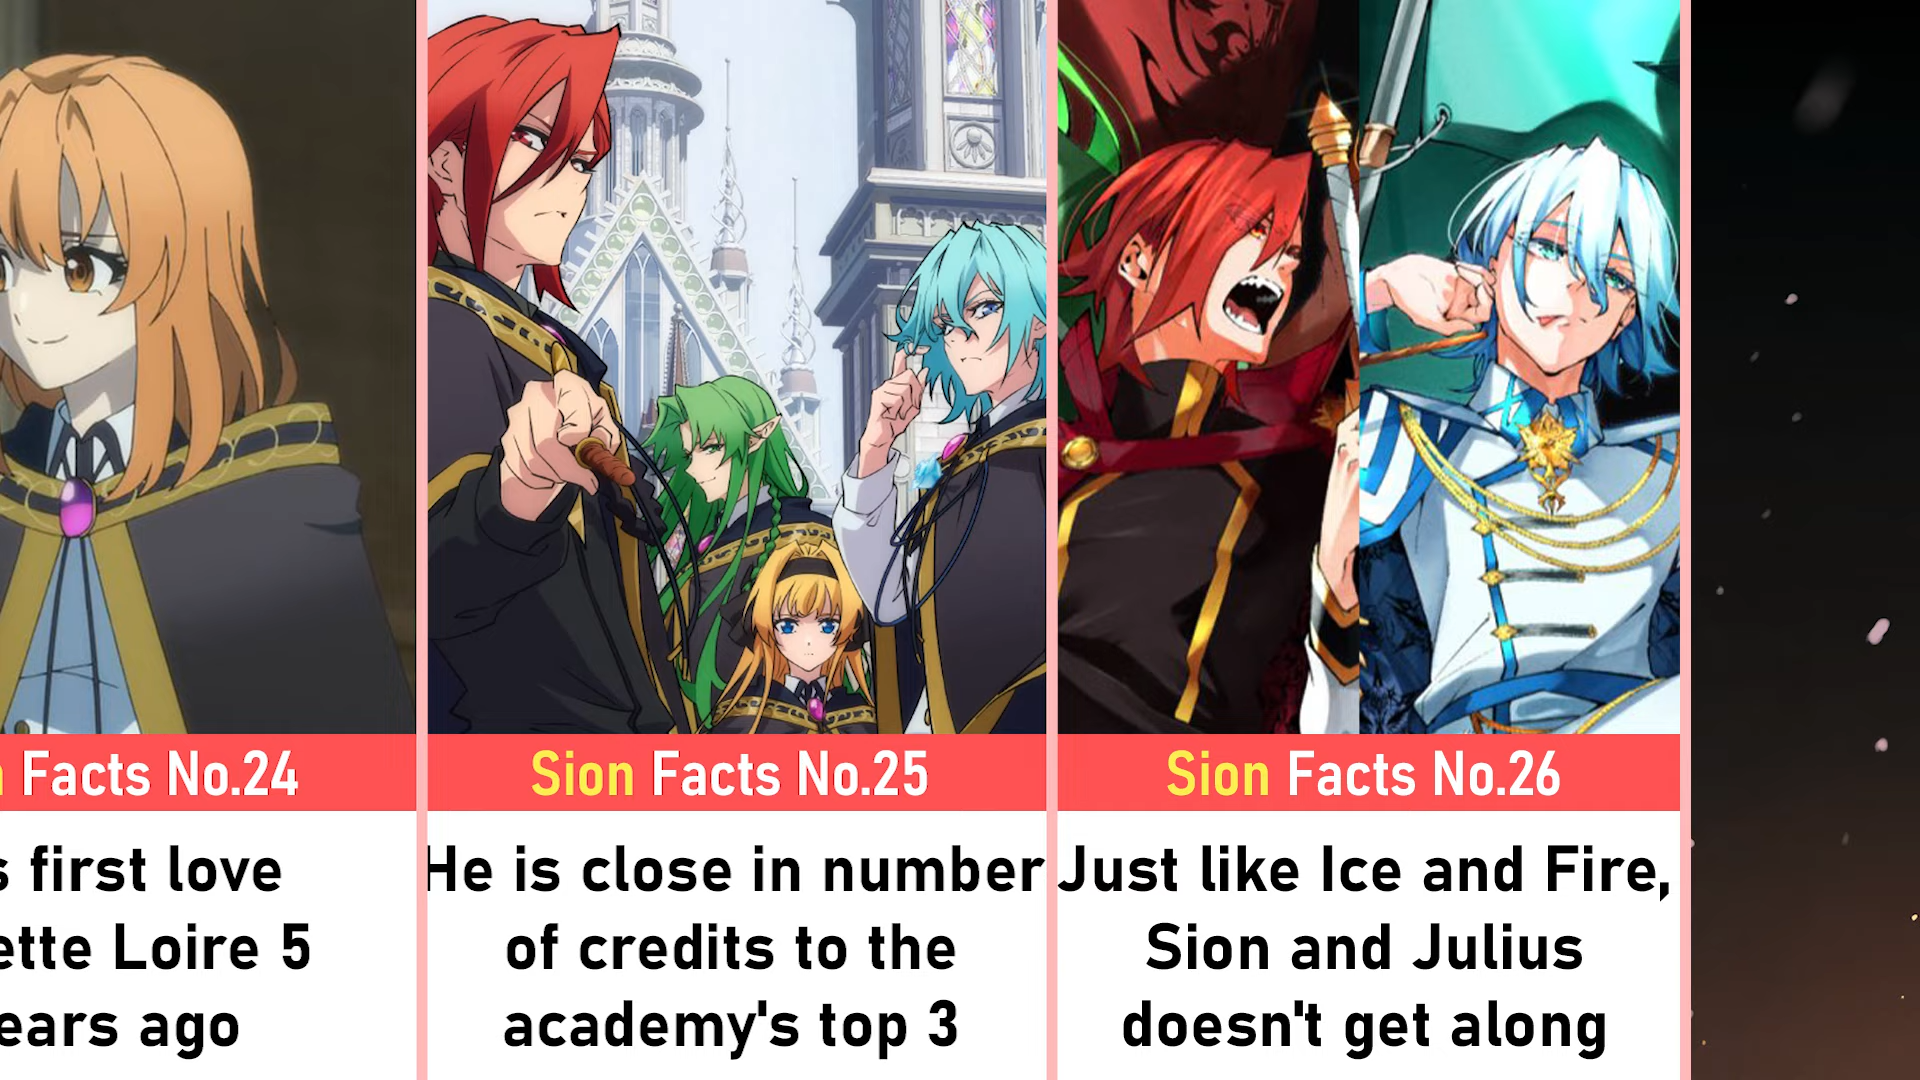 Facts No.24
first love
Loire 5
ago
Sion Facts No.25
He is close in number
of credits to the
academy's top 3
Sion Facts No.26
Just like Ice and Fire,
Sion and Julius
doesn't get along